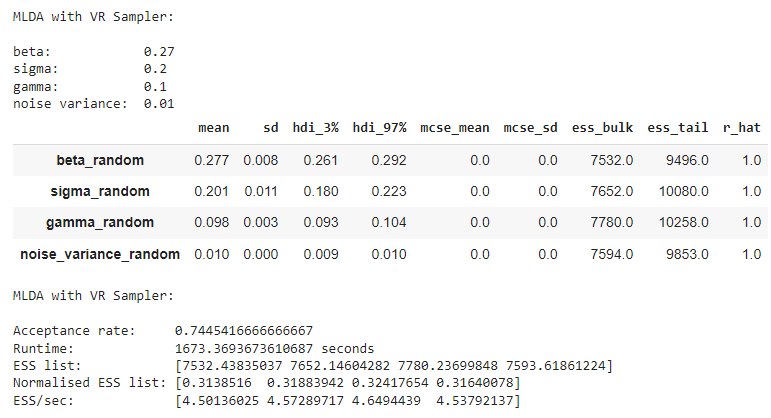 MLDA with VR Sampler:
beta: 0.27
sigma: 0.2
gamma: 0.1
noise variance: 0.01
mean sd hdi_3% hdi_97% mcse_mean mcse_sd ess_bulk ess_tail r_hat
beta_random 0.277 0.008 0.261 0.292 0.0 0.0 7532.0 9496.0 1.0
sigma_random 0.201 0.011 0.180 0.223 0.0 0.0 7652.0 10080.0 1.0
gamma_random 0.098 0.003 0.093 0.104 0.0 0.0 7780.0 10258.0 1.0
noise_variance_random 0.010 0.000 0.009 0.010 0.0 0.0 7594.0 9853.0 1.0
MLDA with VR Sampler:
Acceptance rate: 0.7445416666666667
Runtime: 1673.3693673610687 seconds
ESS list: [7532.43835037 7652.14604282 7780.23699848 7593.61861224]
Normalised ESS list: [0.3138516 0.31883942 0.32417654 0.31640078]
ESS/sec: [4.50136025 4.57289717 4.6494439 4.53792137]